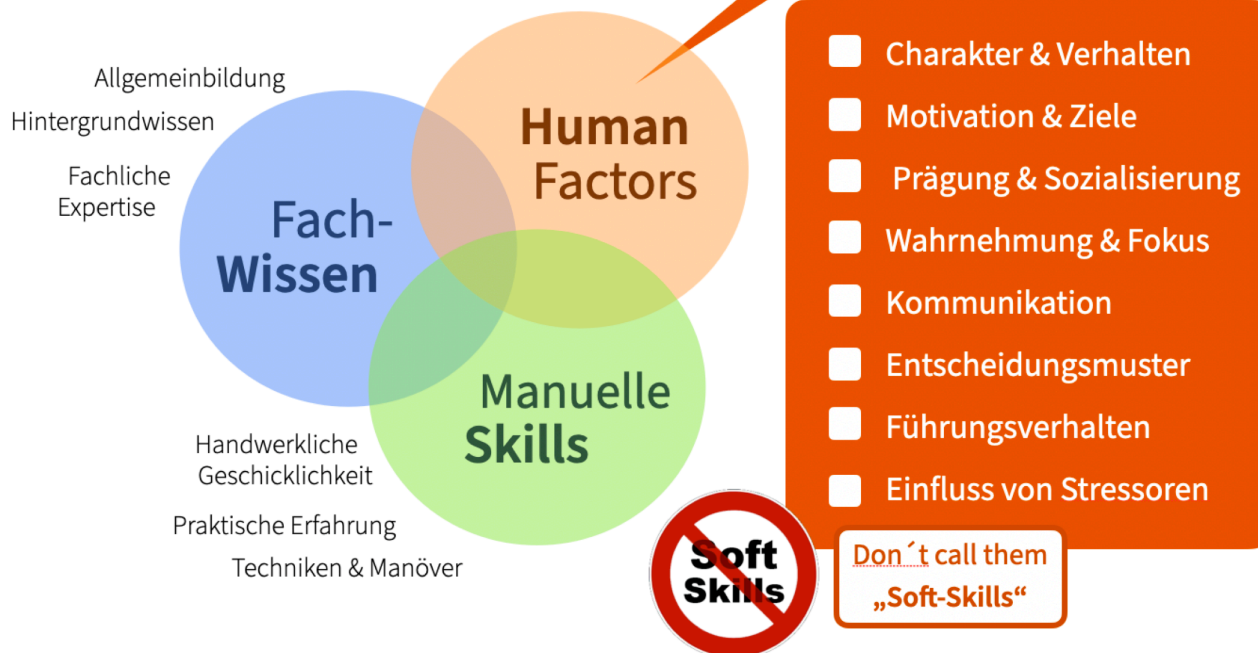 Allgemeinbildung
Hintergrundwissen
Fachliche
Expertise
Fach-
Wissen
Human
Factors
Manuelle
Skills
Handwerkliche
Geschicklichkeit
Praktische Erfahrung
Techniken & Manöver
Charakter & Verhalten
Motivation & Ziele
Prägung & Sozialisierung
Wahrnehmung & Fokus
Kommunikation
Entscheidungsmuster
Führungsverhalten
Einfluss von Stressoren
Soft
Skills
Don´t call them
„Soft-Skills“